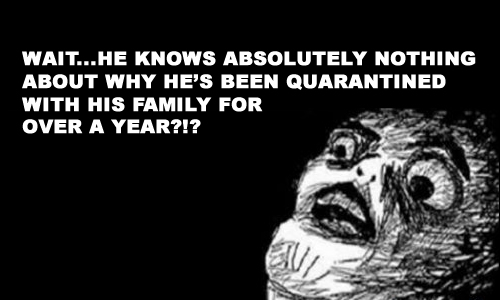 WAIT...HE KNOWS ABSOLUTELY NOTHING
ABOUT WHY HE'S BEEN QUARANTINED
WITH HIS FAMILY FOR
OVER A YEAR?!?